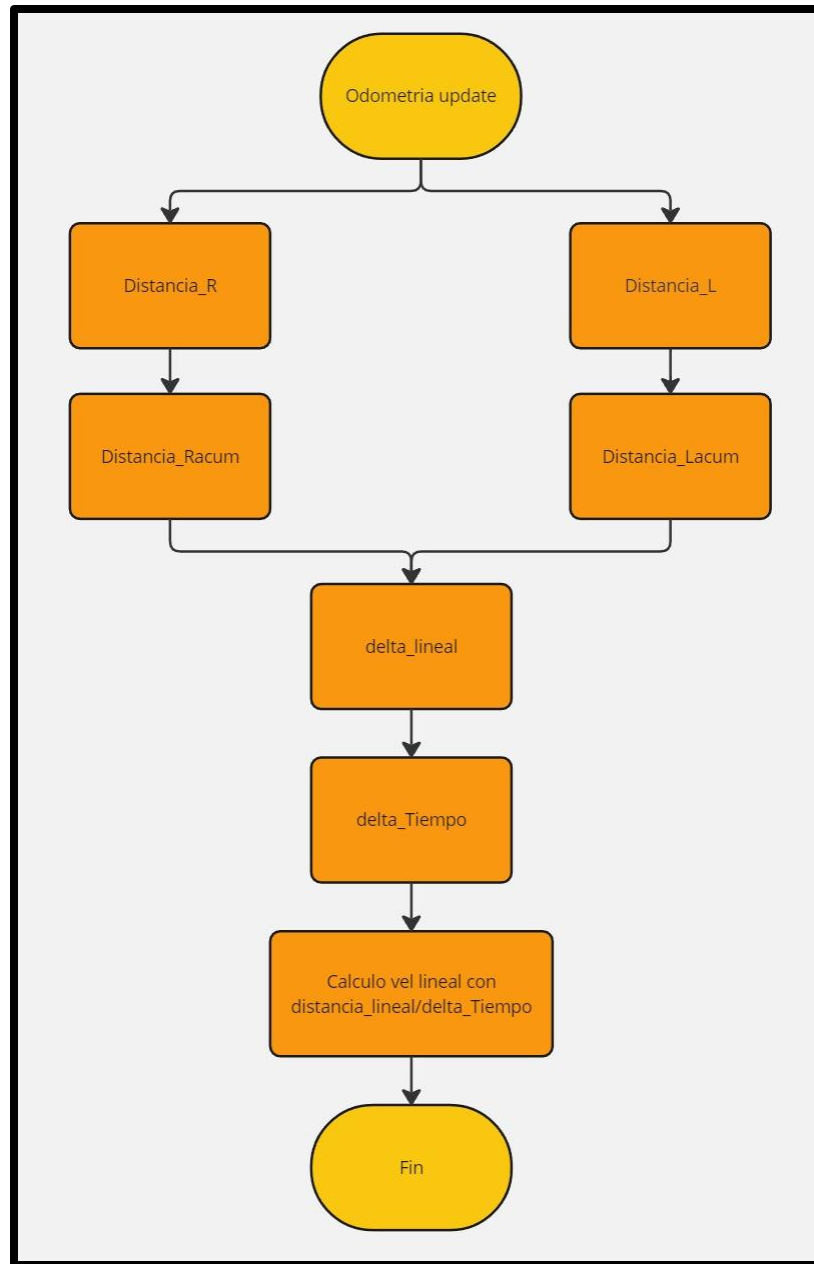 Odometria update
Distancia_R
Distancia_L
Distancia_Racum
Distancia_Lacum
delta_lineal
delta_Tiempo
Calculo vel lineal con
distancia_lineal/delta_Tiempo
Fin